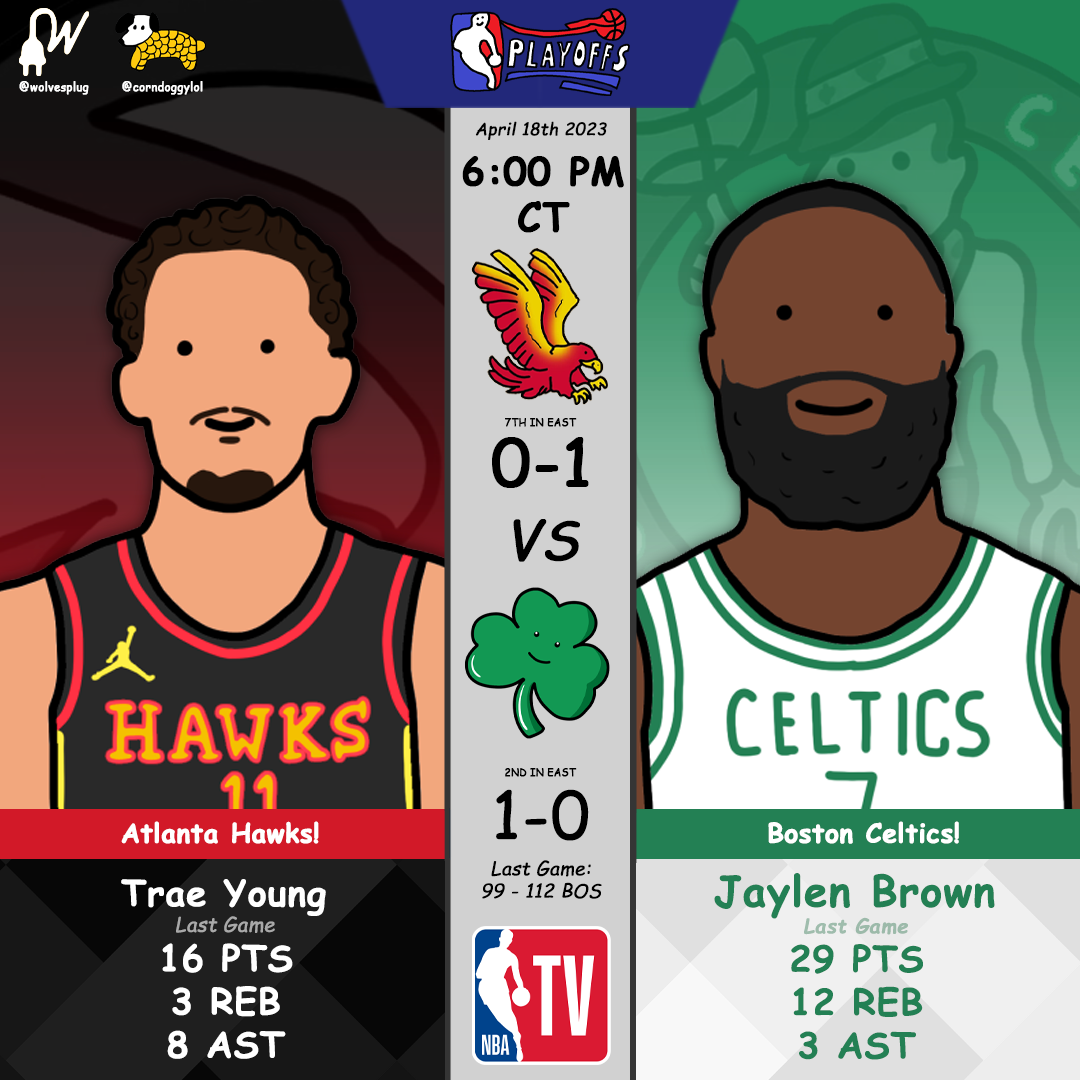 W
@wolvesplug
@corndoggylol
PLAYOFFS
April 18th 2023
6:00 PM
CT
7TH IN EAST
0-1
VS
2ND IN EAST
1-0
Last Game:
99 - 112 BOS
NBA TV
HAWKS
11
Atlanta Hawks!
Trae Young
Last Game
16 PTS
3 REB
8 AST
CELTICS
7
Boston Celtics!
Jaylen Brown
Last Game
29 PTS
12 REB
3 AST